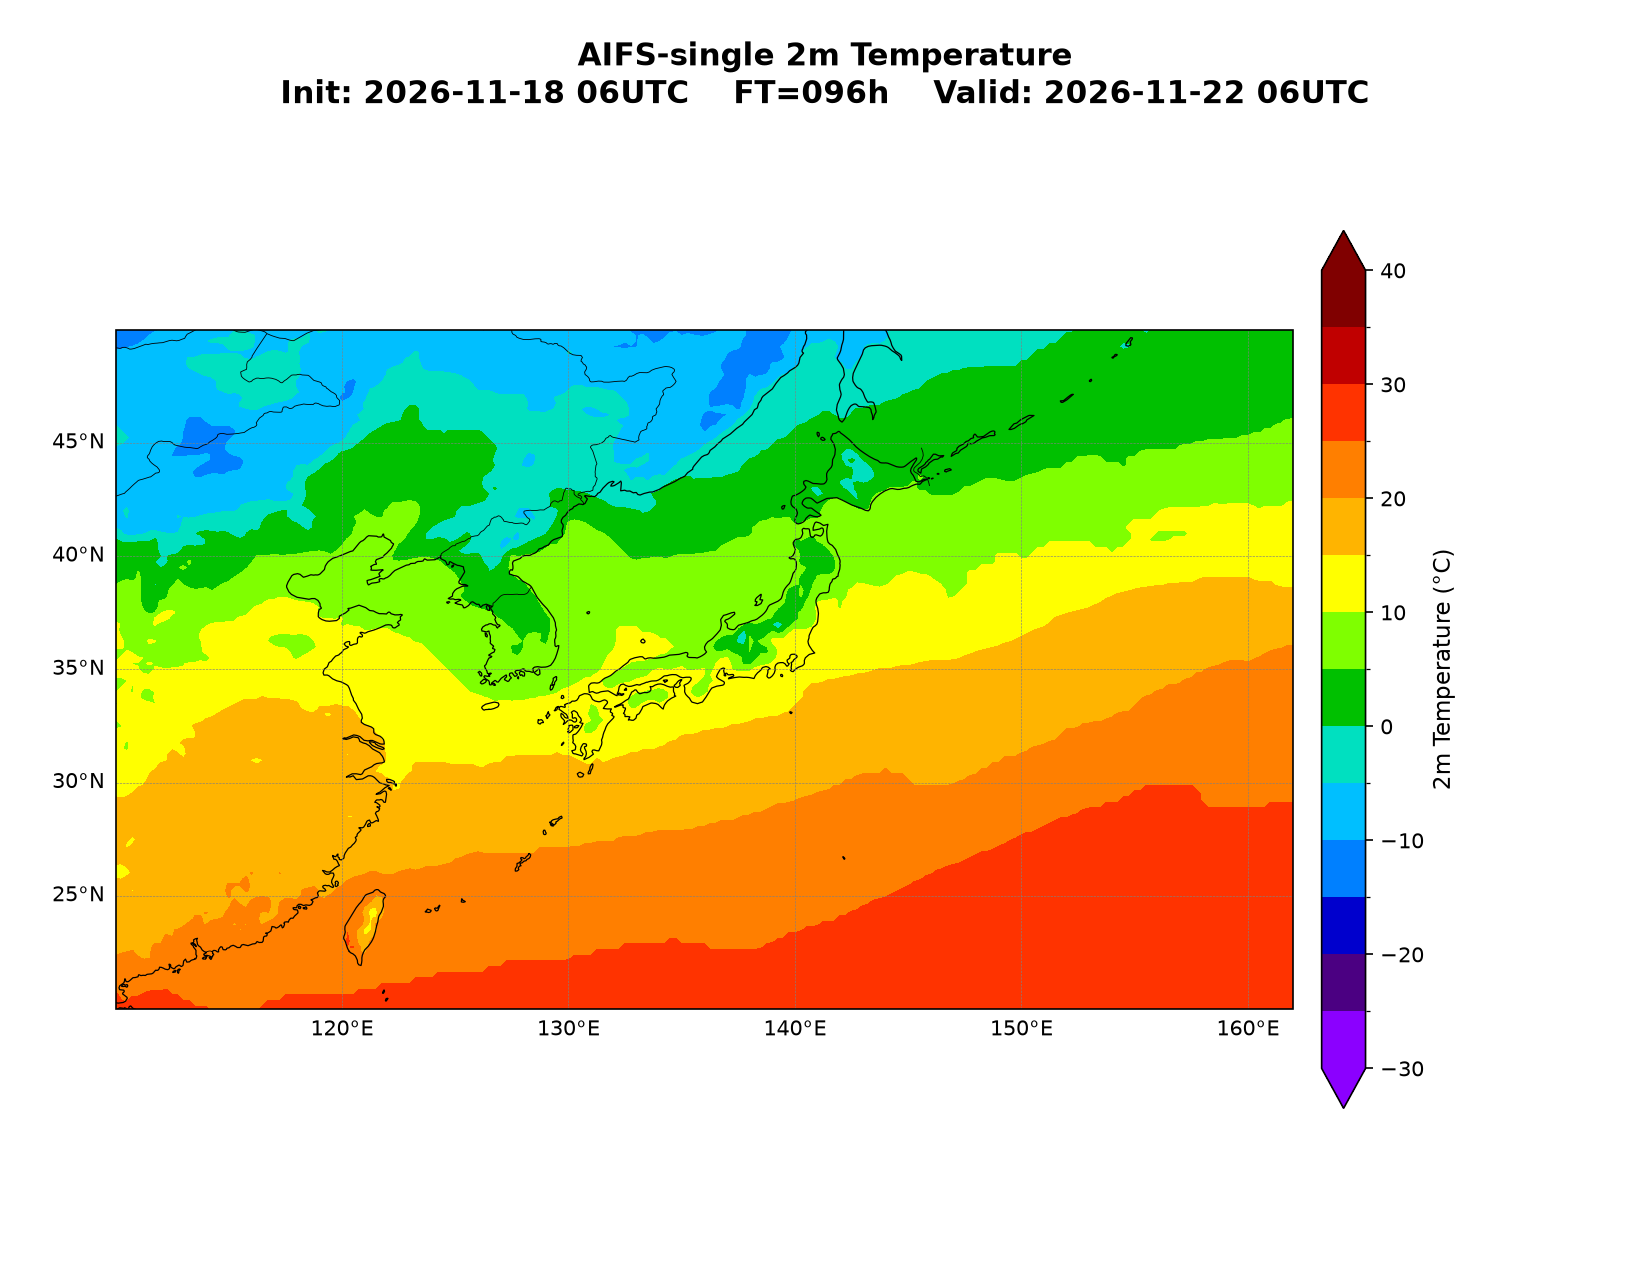 AIFS-single 2m Temperature
Init: 2026-11-18 06UTC    FT=096h    Valid: 2026-11-22 06UTC
45°N
40°N
35°N
30°N
25°N
120°E
130°E
140°E
150°E
160°E
40
30
20
10
0
−10
−20
−30
2m Temperature (°C)